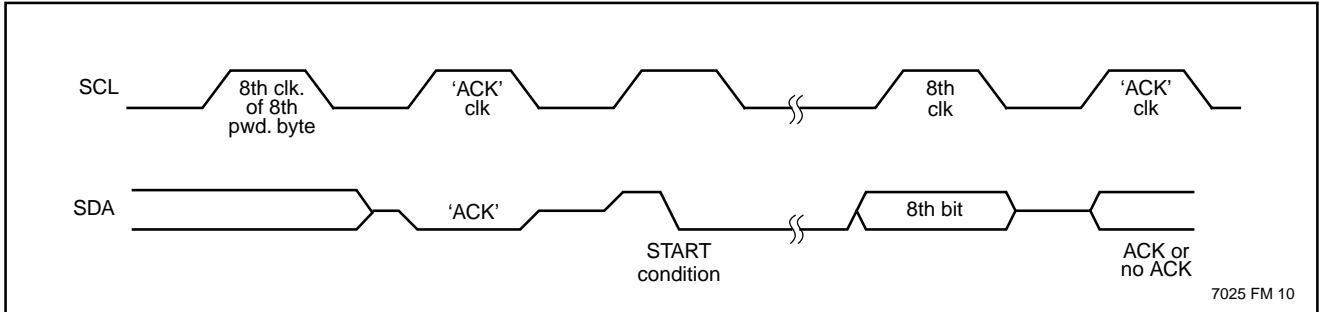 SCL
8th clk.
of 8th
pwd. byte
‘ACK’
clk
8th
clk
‘ACK’
clk
SDA
‘ACK’
START
condition
8th bit
ACK or
no ACK
7025 FM 10